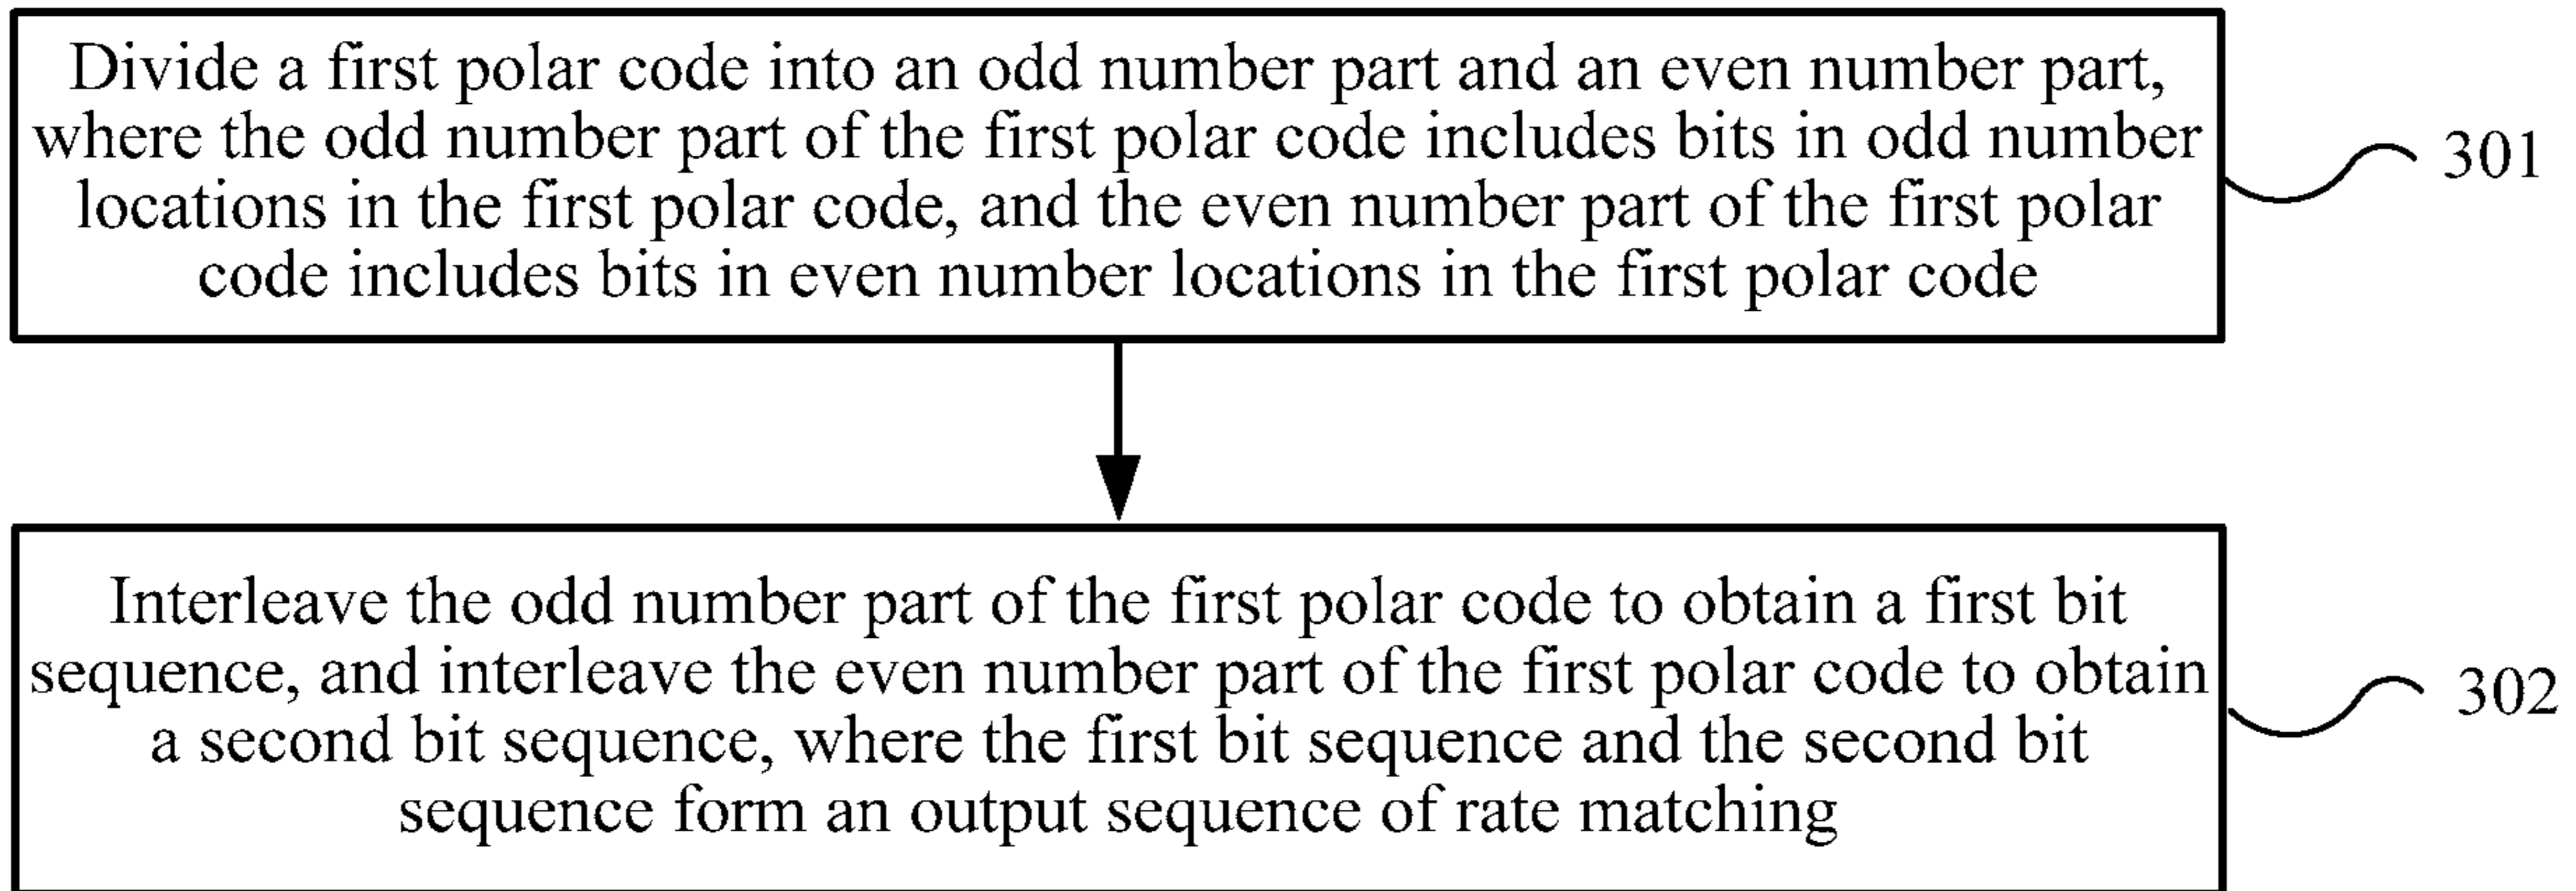 Divide a first polar code into an odd number part and an even number part,
where the odd number part of the first polar code includes bits in odd number
locations in the first polar code, and the even number part of the first polar
code includes bits in even number locations in the first polar code
301
Interleave the odd number part of the first polar code to obtain a first bit
sequence, and interleave the even number part of the first polar code to obtain
a second bit sequence, where the first bit sequence and the second bit
sequence form an output sequence of rate matching
302